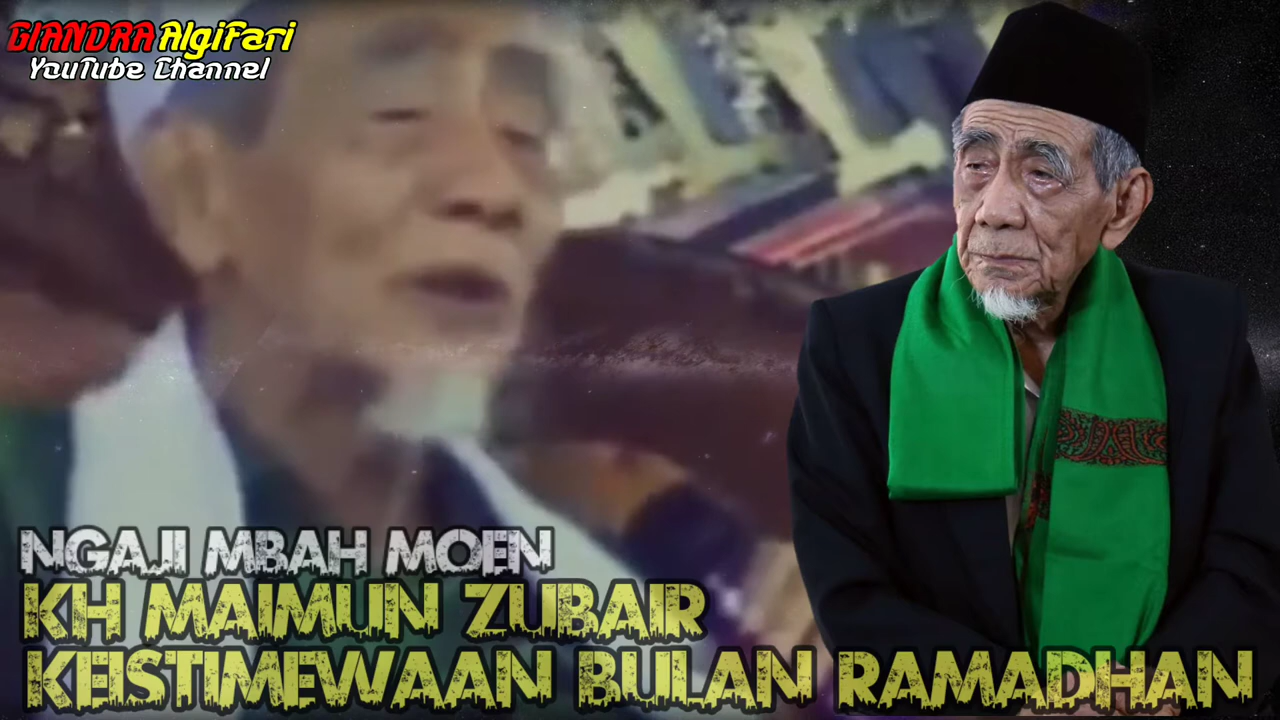 GIANDRA AlgiFari
YouTube Channel
NGAJI MBAH MOEN
KH MAIMUN ZUBAIR
KEISTIMEWAAN BULAN RAMADHAN